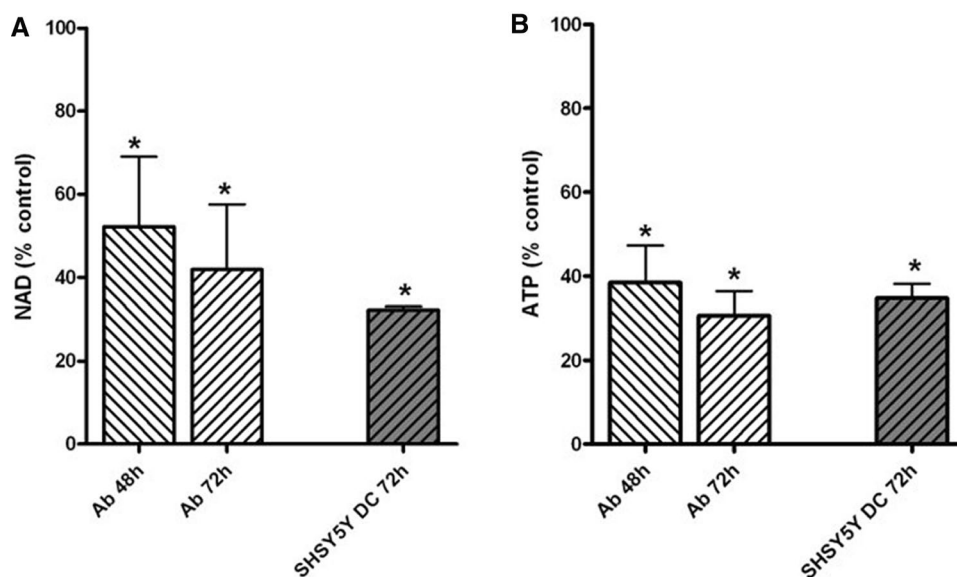 A
NAD (% control)
100
80
60
40
20
0
*
*
*
Ab 48h
Ab 72h
SHSY5Y DC 72h
B
ATP (% control)
100
80
60
40
20
0
*
*
*
Ab 48h
Ab 72h
SHSY5Y DC 72h